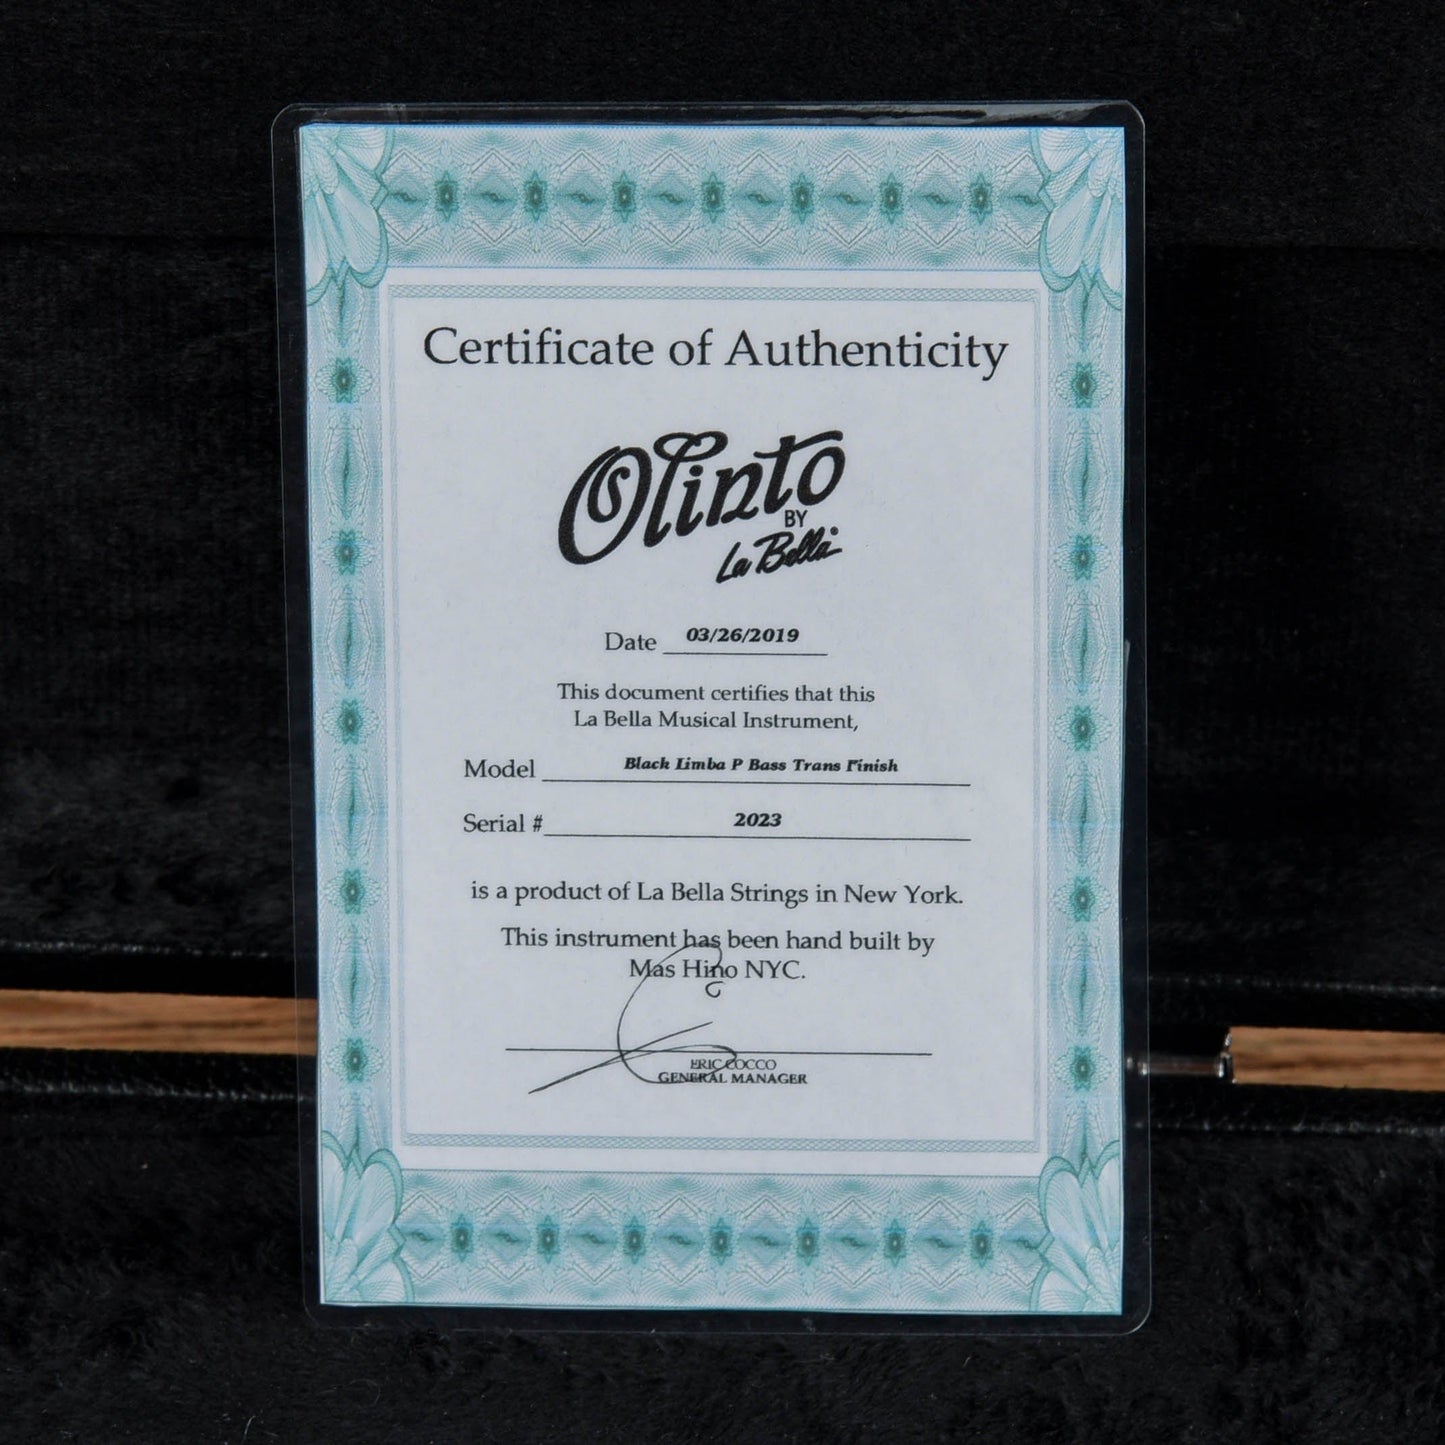 Certificate of Authenticity
Olinto
BY
La Bella
Date 03/26/2019
This document certifies that this
La Bella Musical Instrument,
Model Black Limba P Bass Trans Finish
Serial # 2023
is a product of La Bella Strings in New York.
This instrument has been hand built by
Mas Hino NYC.
ERIC COCCO
GENERAL MANAGER